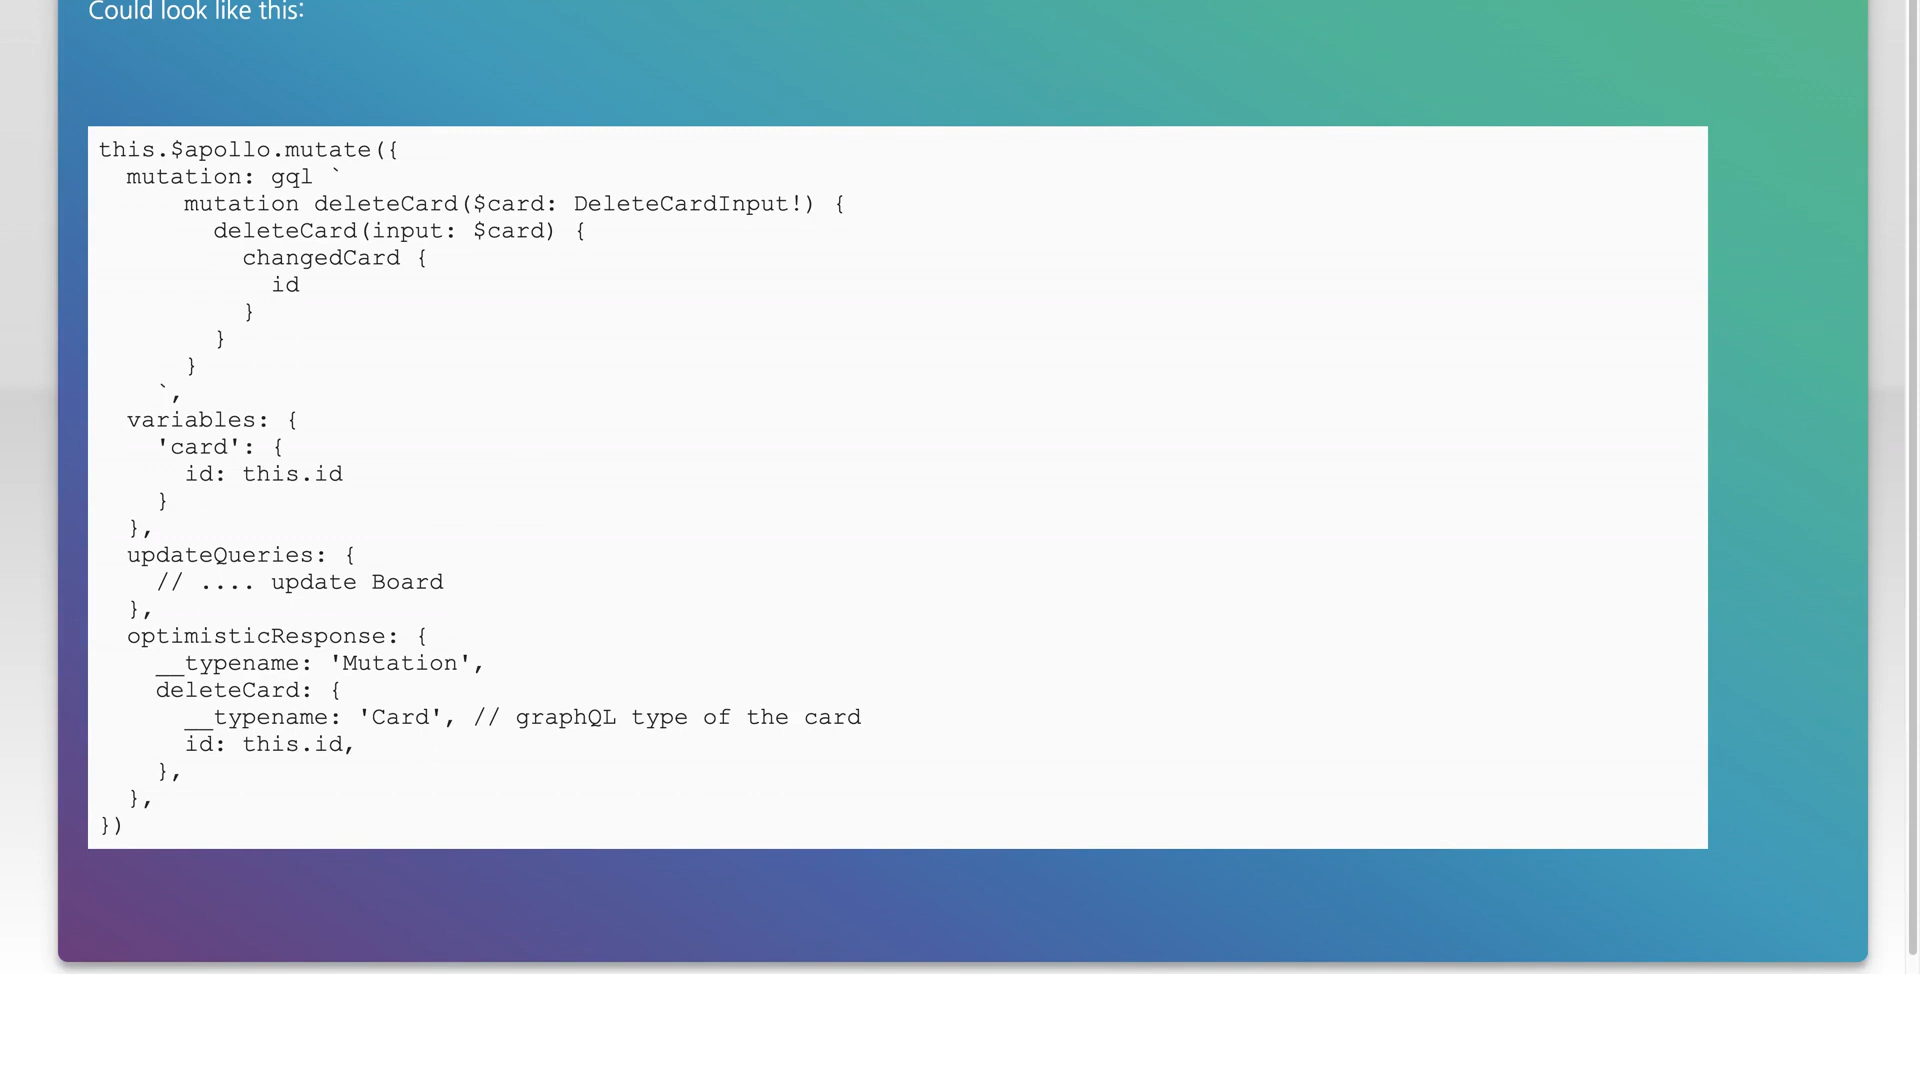 Could look like this:
this.$apollo.mutate({
  mutation: gql `
      mutation deleteCard($card: DeleteCardInput!) {
        deleteCard(input: $card) {
          changedCard {
            id
          }
        }
      }
    `,
  variables: {
    'card': {
      id: this.id
    }
  },
  updateQueries: {
    // .... update Board
  },
  optimisticResponse: {
    __typename: 'Mutation',
    deleteCard: {
      __typename: 'Card', // graphQL type of the card
      id: this.id,
    },
  },
})